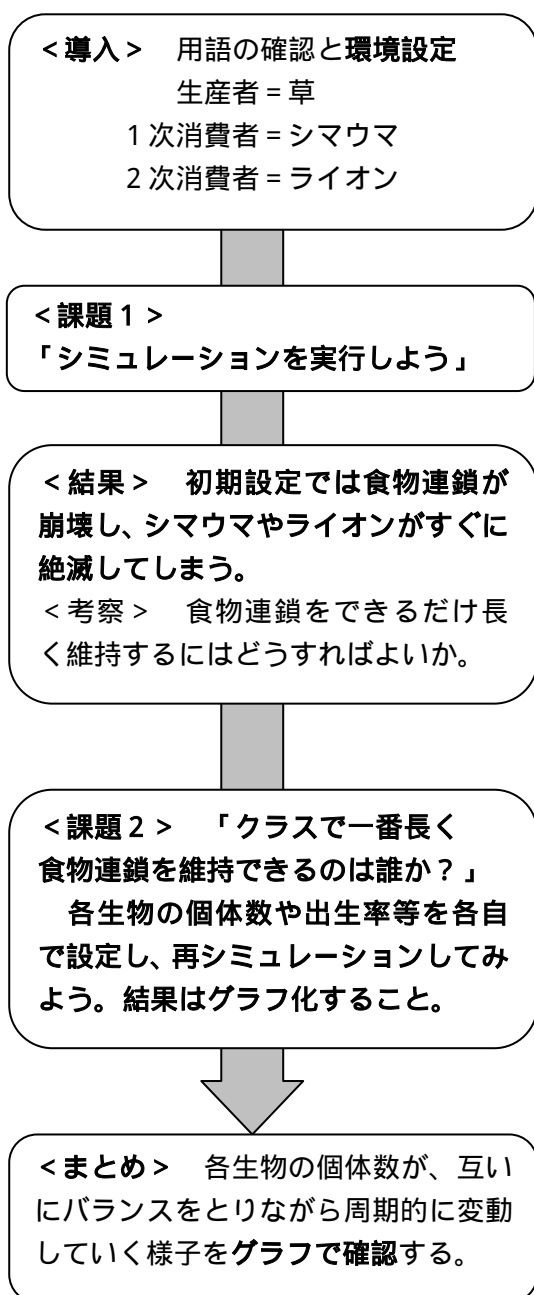 <導入> 用語の確認と環境設定
生産者=草
1次消費者=シマウマ
2次消費者=ライオン
<課題1>
「シミュレーションを実行しよう」
<結果> 初期設定では食物連鎖が
崩壊し、シマウマやライオンがすぐに
絶滅してしまう。
<考察> 食物連鎖をできるだけ長
く維持するにはどうすればよいか。
<課題2> 「クラスで一番長く
食物連鎖を維持できるのは誰か?」
各生物の個体数や出生率等を各自
で設定し、再シミュレーションしてみ
よう。結果はグラフ化すること。
<まとめ> 各生物の個体数が、互い
にバランスをとりながら周期的に変動
していく様子をグラフで確認する。